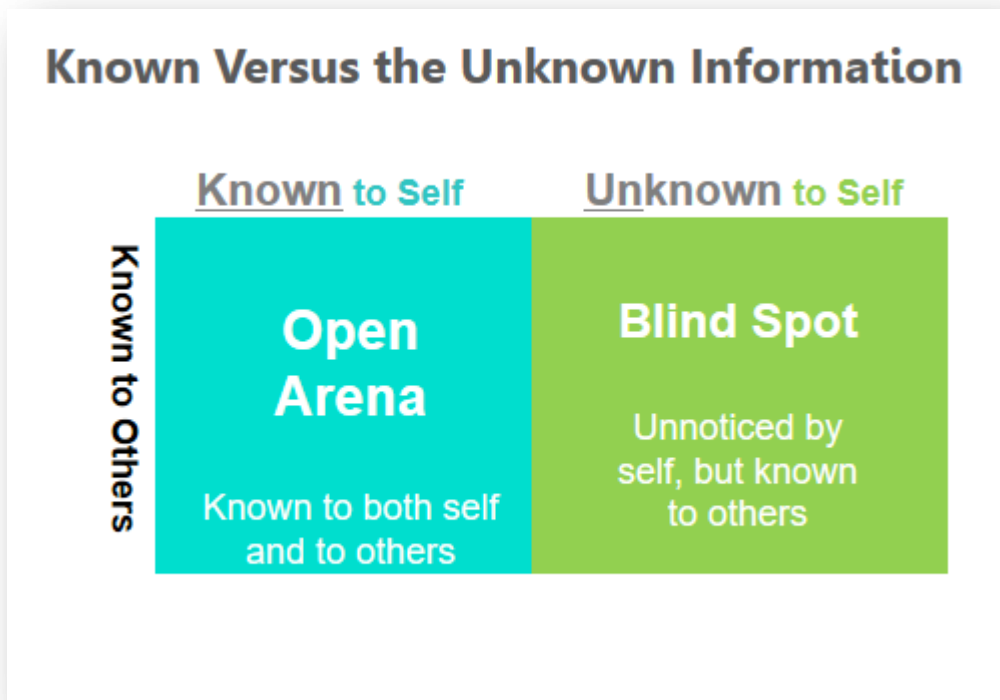 Known Versus the Unknown Information
Known to Self
Unknown to Self
Known to Others
Open
Arena
Known to both self
and to others
Blind Spot
Unnoticed by
self, but known
to others